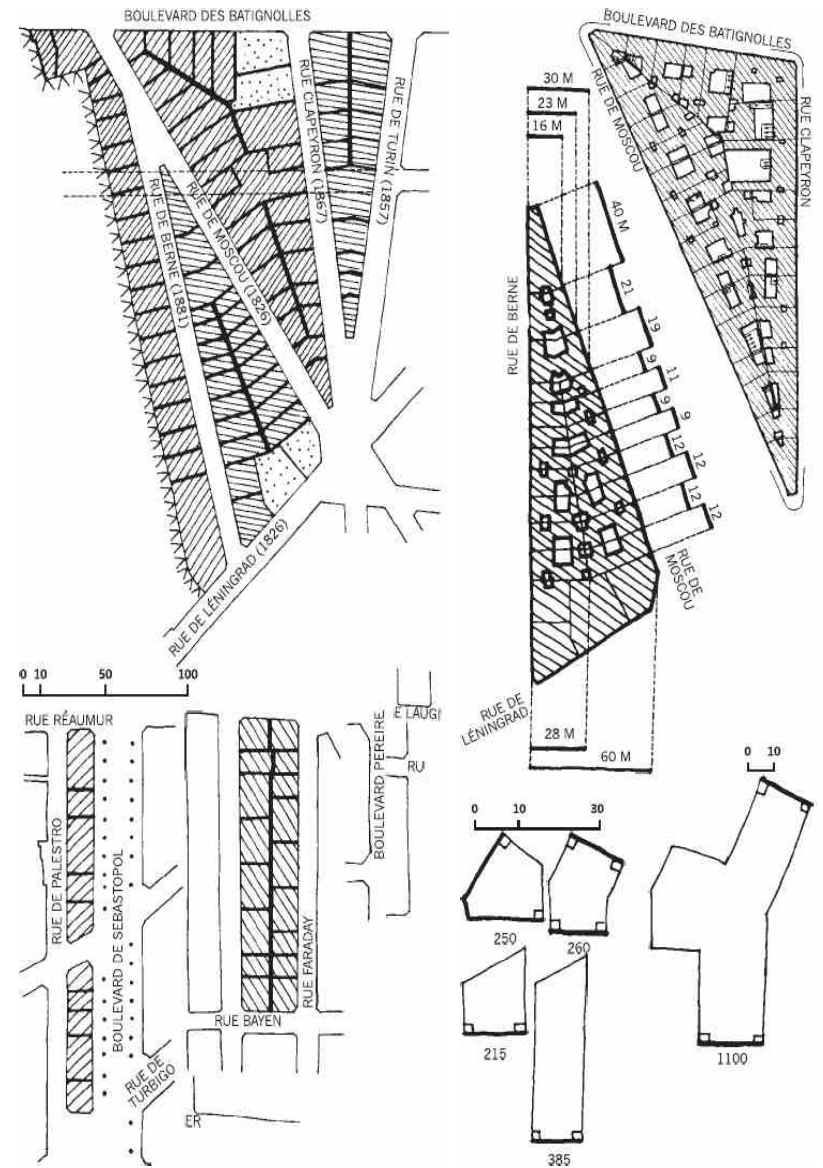 BOULEVARD DES BATIGNOLLES
RUE CLAPEYRON (1867)
RUE DE TURIN (1857)
RUE DE MOSCOU (1826)
RUE DE BERNE (1881)
RUE DE LÉNINGRAD (1826)
BOULEVARD DES BATIGNOLLES
RUE DE MOSCOU
RUE CLAPEYRON
30 M
23 M
16 M
40 M
21
19
9
11
9
9
12
12
12
12
RUE DE BERNE
RUE DE
MOSCOU
RUE DE
LÉNINGRAD
28 M
60 M
0 10 50 100
RUE RÉAUMUR
RUE DE PALESTRO
BOULEVARD DE SEBASTOPOL
RUE DE
TURBIGO
RUE FARADAY
RUE BAYEN
BOULEVARD PEREIRE
E LAUGI
RU
ER
0 10 30
0 10
250
260
215
385
1100